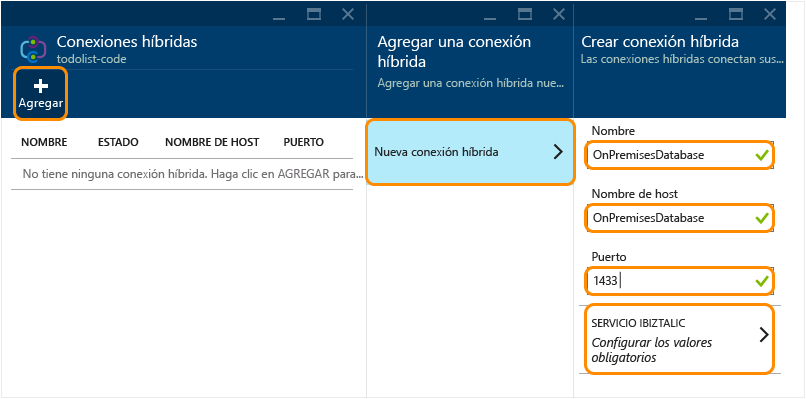 Conexiones híbridas
todolist-code
Agregar
NOMBRE ESTADO NOMBRE DE HOST PUERTO
No tiene ninguna conexión híbrida. Haga clic en AGREGAR para...
Agregar una conexión
híbrida
Agregar una conexión híbrida nue...
Nueva conexión híbrida
Crear conexión híbrida
Las conexiones híbridas conectan sus...
Nombre
OnPremisesDatabase
Nombre de host
OnPremisesDatabase
Puerto
1433
SERVICIO IBIZTALIC
Configurar los valores
obligatorios